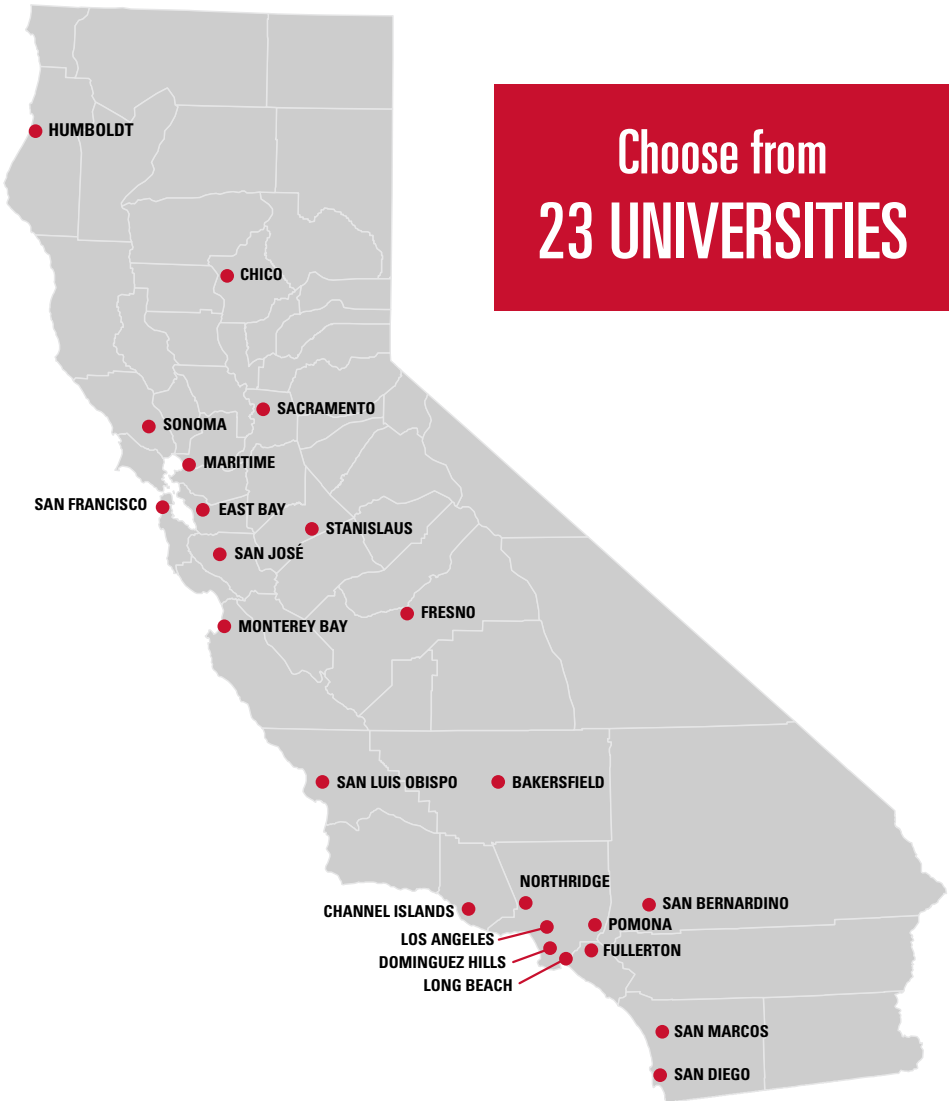 Choose from
23 UNIVERSITIES
HUMBOLDT
CHICO
SACRAMENTO
SONOMA
MARITIME
SAN FRANCISCO
EAST BAY
STANISLAUS
SAN JOSÉ
FRESNO
MONTEREY BAY
SAN LUIS OBISPO
BAKERSFIELD
NORTHRIDGE
SAN BERNARDINO
CHANNEL ISLANDS
POMONA
LOS ANGELES
FULLERTON
DOMINGUEZ HILLS
LONG BEACH
SAN MARCOS
SAN DIEGO